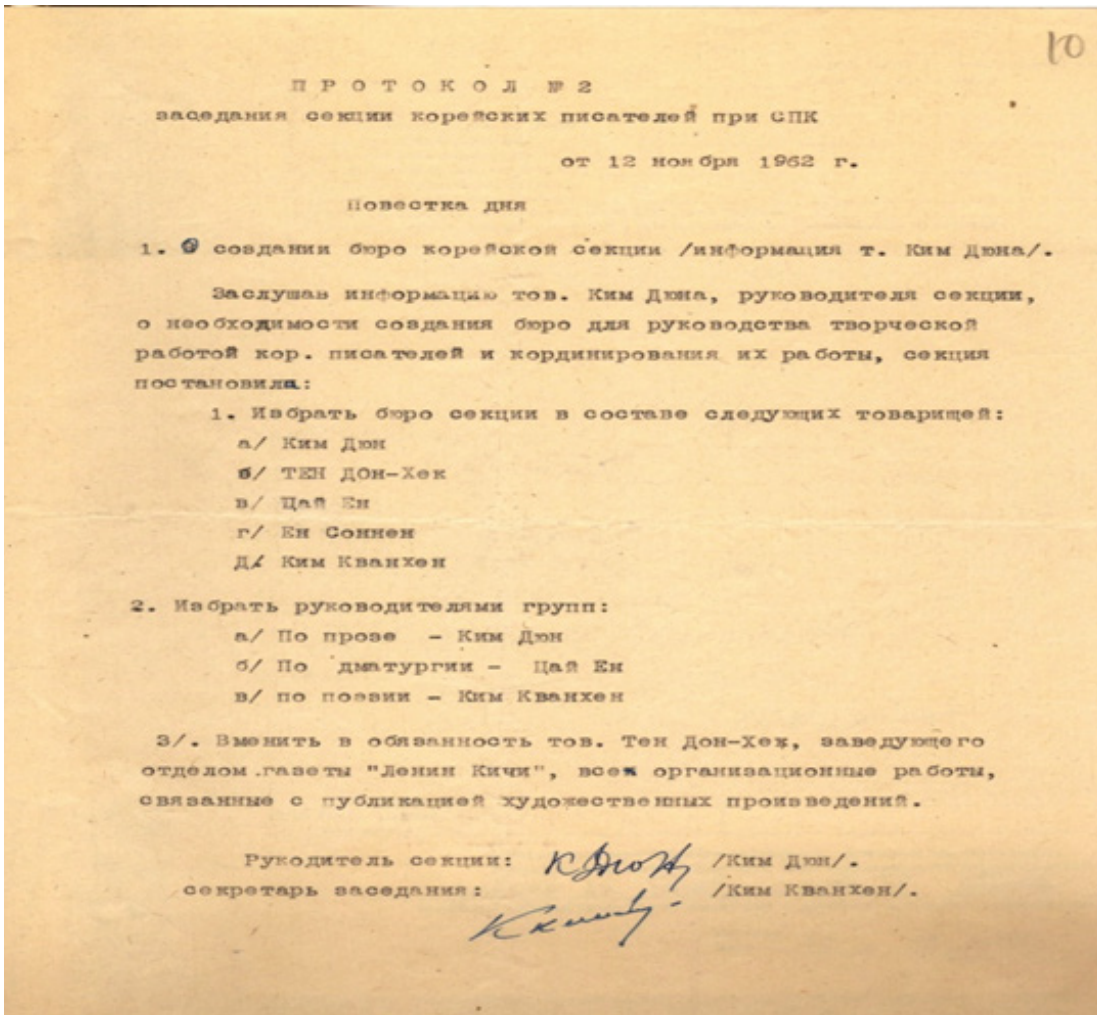 10
П Р О Т О К О Л № 2
заседания секции корейских писателей при СПК
от 12 ноября 1962 г.
Повестка дня
1. О создании бюро корейской секции /информация т. Ким Дюна/.
Заслушав информацию тов. Ким Дюна, руководителя секции,
о необходимости создания бюро для руководства творческой
работой кор. писателей и кординирования их работы, секция
постановила:
1. Избрать бюро секции в составе следующих товарищей:
а/ Ким Дюн
б/ ТЕН ДОН-Хек
в/ Цай Ен
г/ Ен Соннен
Д/ Ким Кванхен
2. Избрать руководителями групп:
а/ По прозе - Ким Дюн
б/ По дматургии - Цай Ен
в/ по поэзии - Ким Кванхен
3/. Вменить в обязанность тов. Тен Дон-Хек, заведующего
отделом газеты "Ленин Кичи", все организационные работы,
связанные с публикацией художественных произведений.
Рукодитель секции: /Ким Дюн/.
секретарь заседания: /Ким Кванхен/.